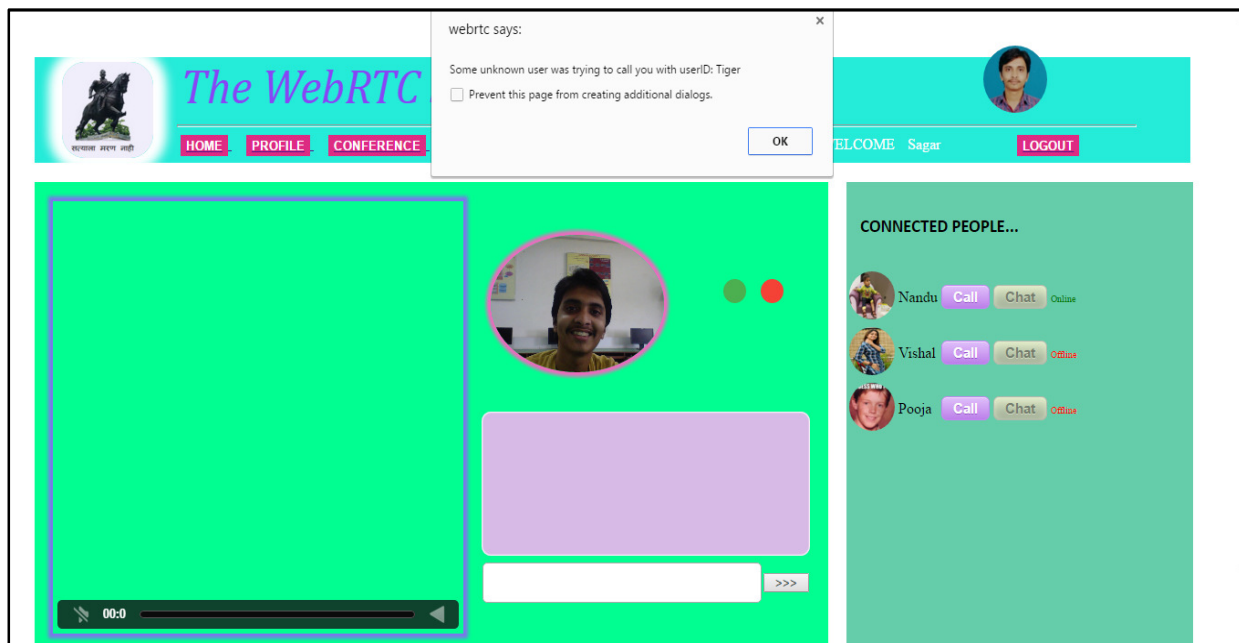 webrtc says:
Some unknown user was trying to call you with userID: Tiger
Prevent this page from creating additional dialogs.
OK
The WebRTC
सत्याला मरण नाही
HOME PROFILE CONFERENCE ELCOME Sagar LOGOUT
CONNECTED PEOPLE...
Nandu Call Chat Online
Vishal Call Chat Offline
Pooja Call Chat Offline
00:0
>>>